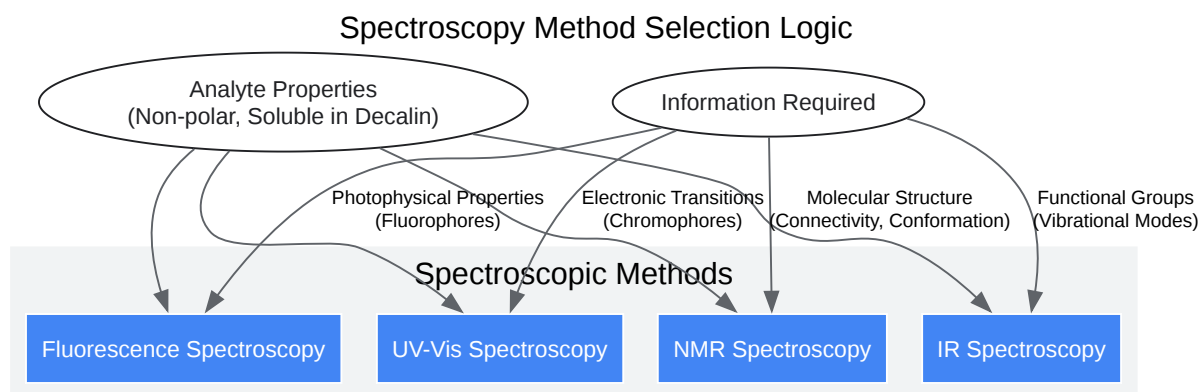 Spectroscopy Method Selection Logic
Analyte Properties
(Non-polar, Soluble in Decalin)
Information Required
Photophysical Properties
(Fluorophores)
Electronic Transitions
(Chromophores)
Molecular Structure
(Connectivity, Conformation)
Functional Groups
(Vibrational Modes)
Spectroscopic Methods
Fluorescence Spectroscopy
UV-Vis Spectroscopy
NMR Spectroscopy
IR Spectroscopy